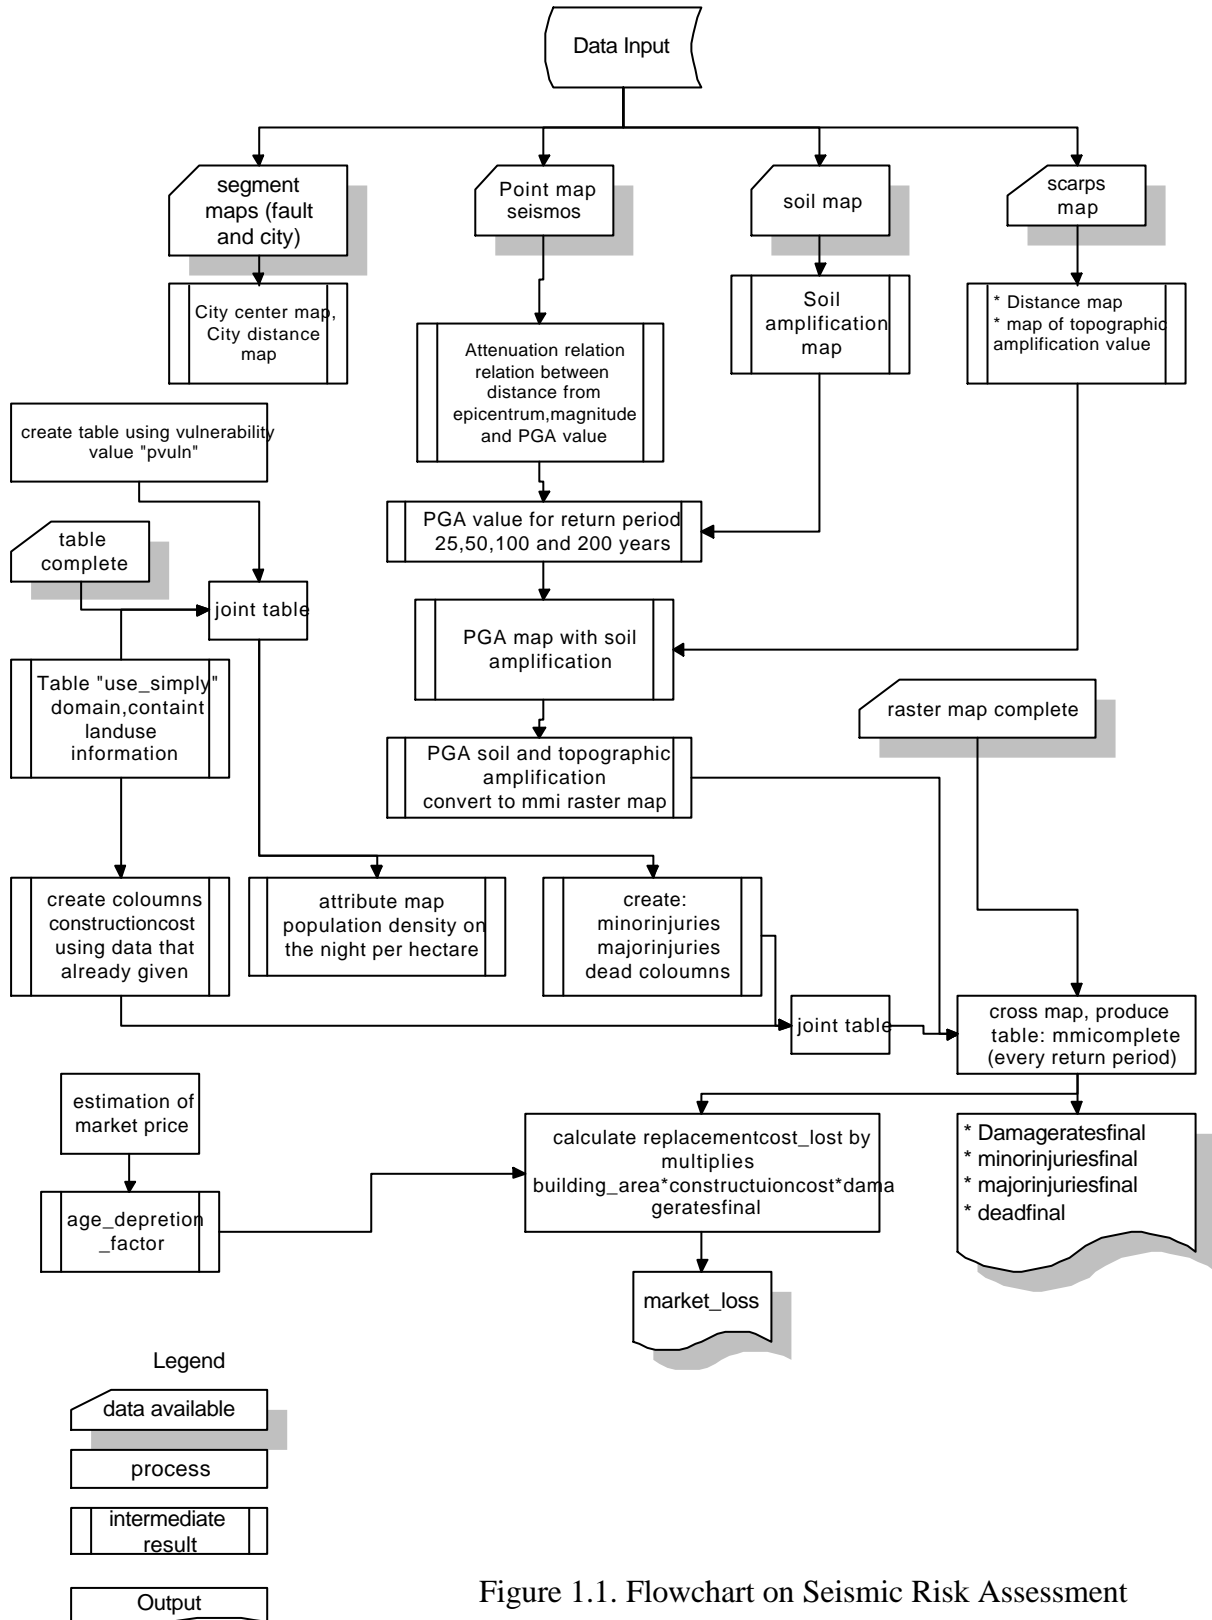 Data Input
segment
maps (fault
and city)
Point map
seismos
soil map
scarps
map
City center map,
City distance
map
Attenuation relation
relation between
distance from
epicentrum,magnitude
and PGA value
Soil
amplification
map
* Distance map
* map of topographic
amplification value
create table using vulnerability
value "pvuln"
PGA value for return period
25,50,100 and 200 years
table
complete
joint table
PGA map with soil
amplification
Table "use_simply"
domain,containt
landuse
information
raster map complete
PGA soil and topographic
amplification
convert to mmi raster map
create coloumns
constructioncost
using data that
already given
attribute map
population density on
the night per hectare
create:
minorinjuries
majorinjuries
dead coloumns
joint table
cross map, produce
table: mmicomplete
(every return period)
estimation of
market price
calculate replacementcost_lost by
multiplies
building_area*constructuioncost*dama
geratesfinal
* Damageratesfinal
* minorinjuriesfinal
* majorinjuriesfinal
* deadfinal
age_depretion
_factor
market_loss
Legend
data available
process
intermediate
result
Output
Figure 1.1. Flowchart on Seismic Risk Assessment